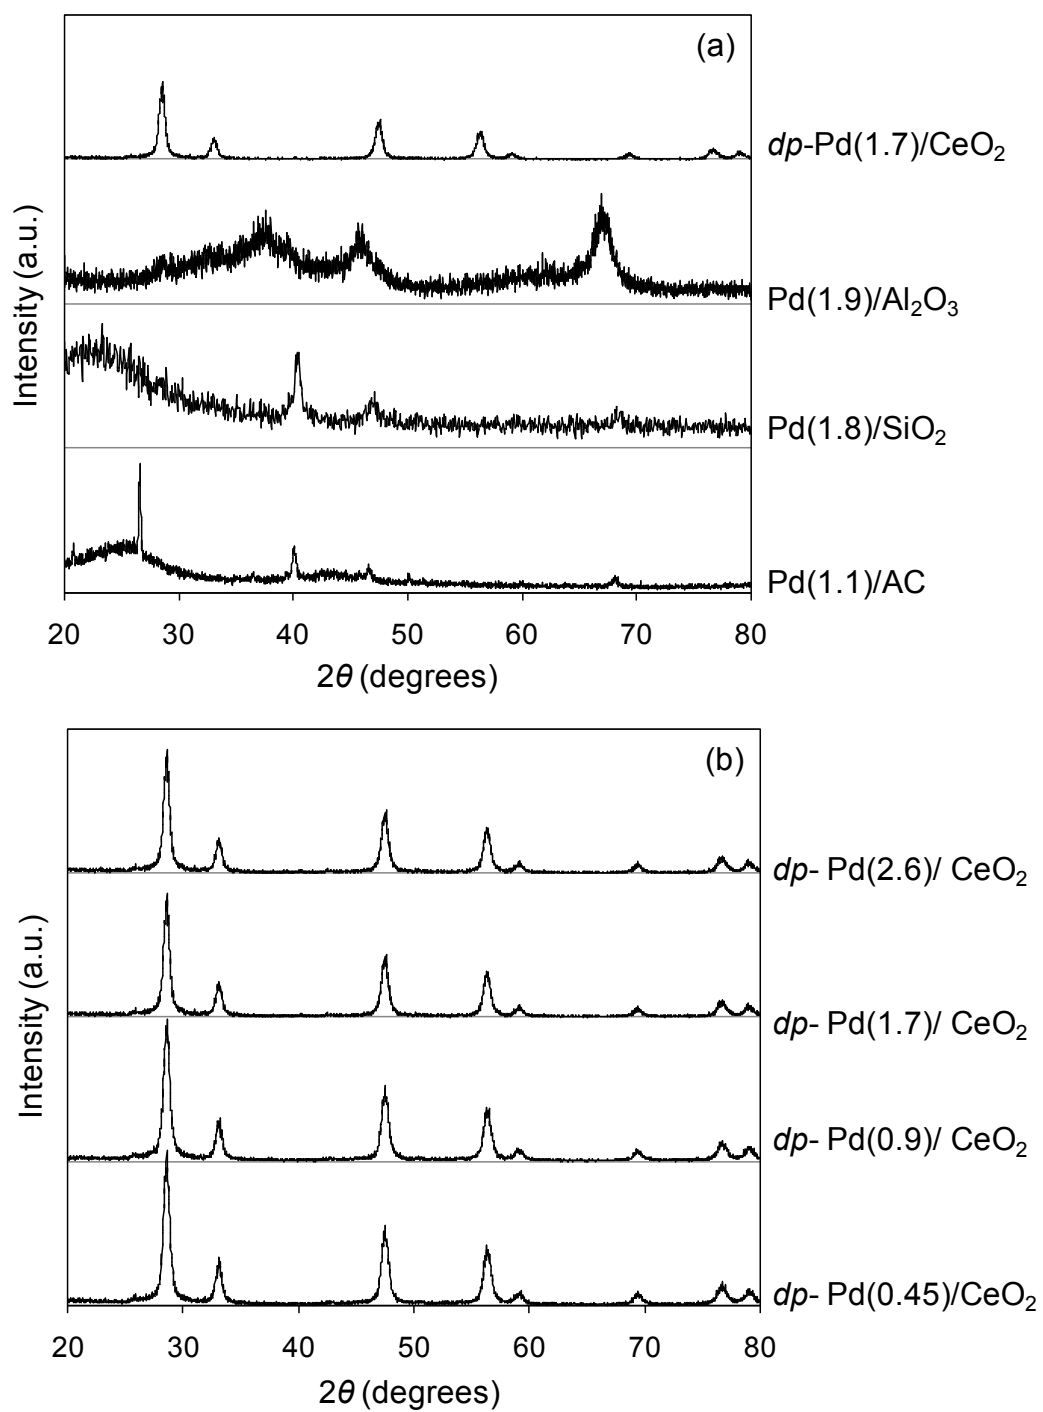 (a)
dp-Pd(1.7)/CeO₂
Pd(1.9)/Al₂O₃
Pd(1.8)/SiO₂
Pd(1.1)/AC
Intensity (a.u.)
20 30 40 50 60 70 80
2θ (degrees)
(b)
dp- Pd(2.6)/ CeO₂
dp- Pd(1.7)/ CeO₂
dp- Pd(0.9)/ CeO₂
dp- Pd(0.45)/CeO₂
Intensity (a.u.)
20 30 40 50 60 70 80
2θ (degrees)